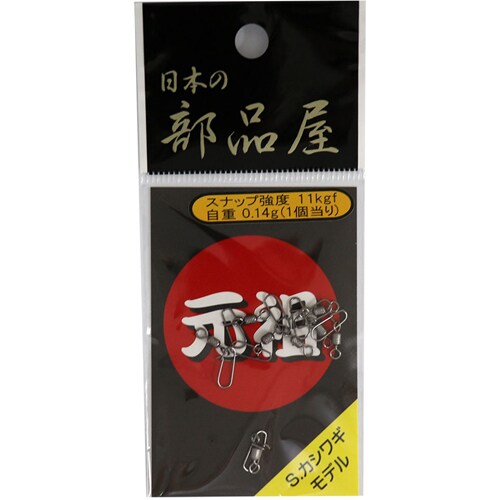 日本の
部品屋
スナップ強度 11kgf
自重 0.14g(1個当り)
元祖
S.カシワギ
モデル